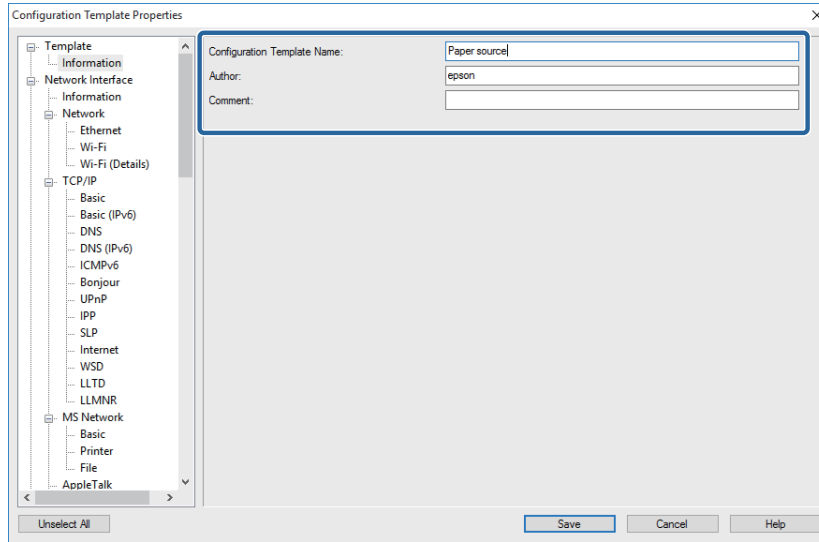 Configuration Template Properties
Template
Information
Network Interface
Information
Network
Ethernet
Wi-Fi
Wi-Fi (Details)
TCP/IP
Basic
Basic (IPv6)
DNS
DNS (IPv6)
ICMPv6
Bonjour
UPnP
IPP
SLP
Internet
WSD
LLTD
LLMNR
MS Network
Basic
Printer
File
AppleTalk
Configuration Template Name: Paper source
Author: epson
Comment:
Unselect All Save Cancel Help